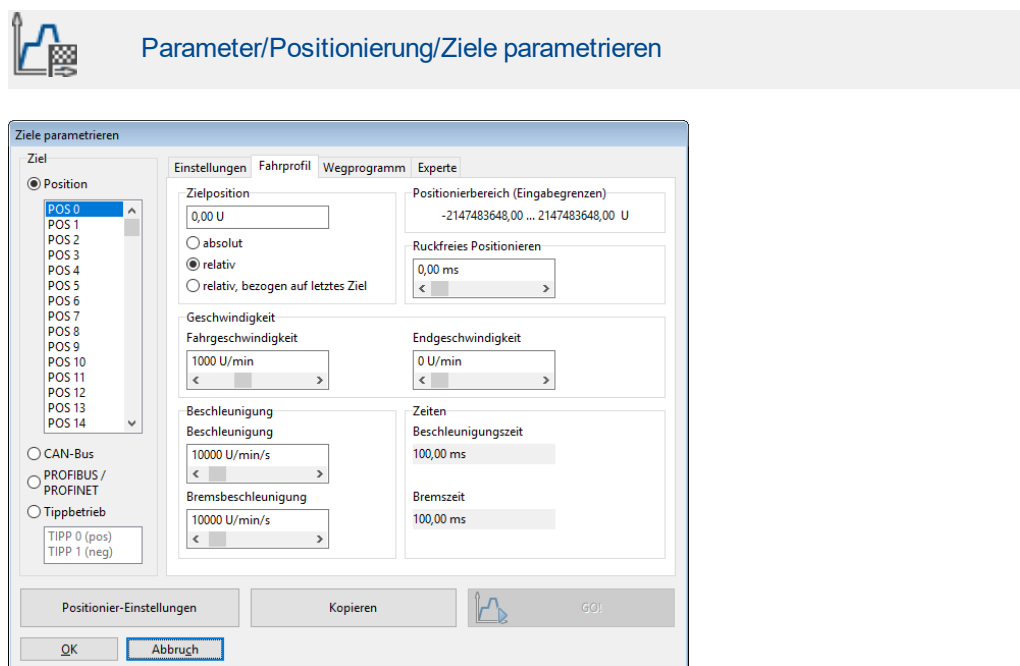 Parameter/Positionierung/Ziele parametrieren
Ziele parametrieren
Ziel
Position
POS 0
POS 1
POS 2
POS 3
POS 4
POS 5
POS 6
POS 7
POS 8
POS 9
POS 10
POS 11
POS 12
POS 13
POS 14
CAN-Bus
PROFIBUS /
PROFINET
Tippbetrieb
TIPP 0 (pos)
TIPP 1 (neg)
Einstellungen Fahrprofil Wegprogramm Experte
Zielposition
0,00 U
absolut
relativ
relativ, bezogen auf letztes Ziel
Positionierbereich (Eingabegrenzen)
-2147483648,00 ... 2147483648,00 U
Ruckfreies Positionieren
0,00 ms
Geschwindigkeit
Fahrgeschwindigkeit
1000 U/min
Endgeschwindigkeit
0 U/min
Beschleunigung
Beschleunigung
10000 U/min/s
Bremsbeschleunigung
10000 U/min/s
Zeiten
Beschleunigungszeit
100,00 ms
Bremszeit
100,00 ms
Positionier-Einstellungen
Kopieren
GO!
OK
Abbruch